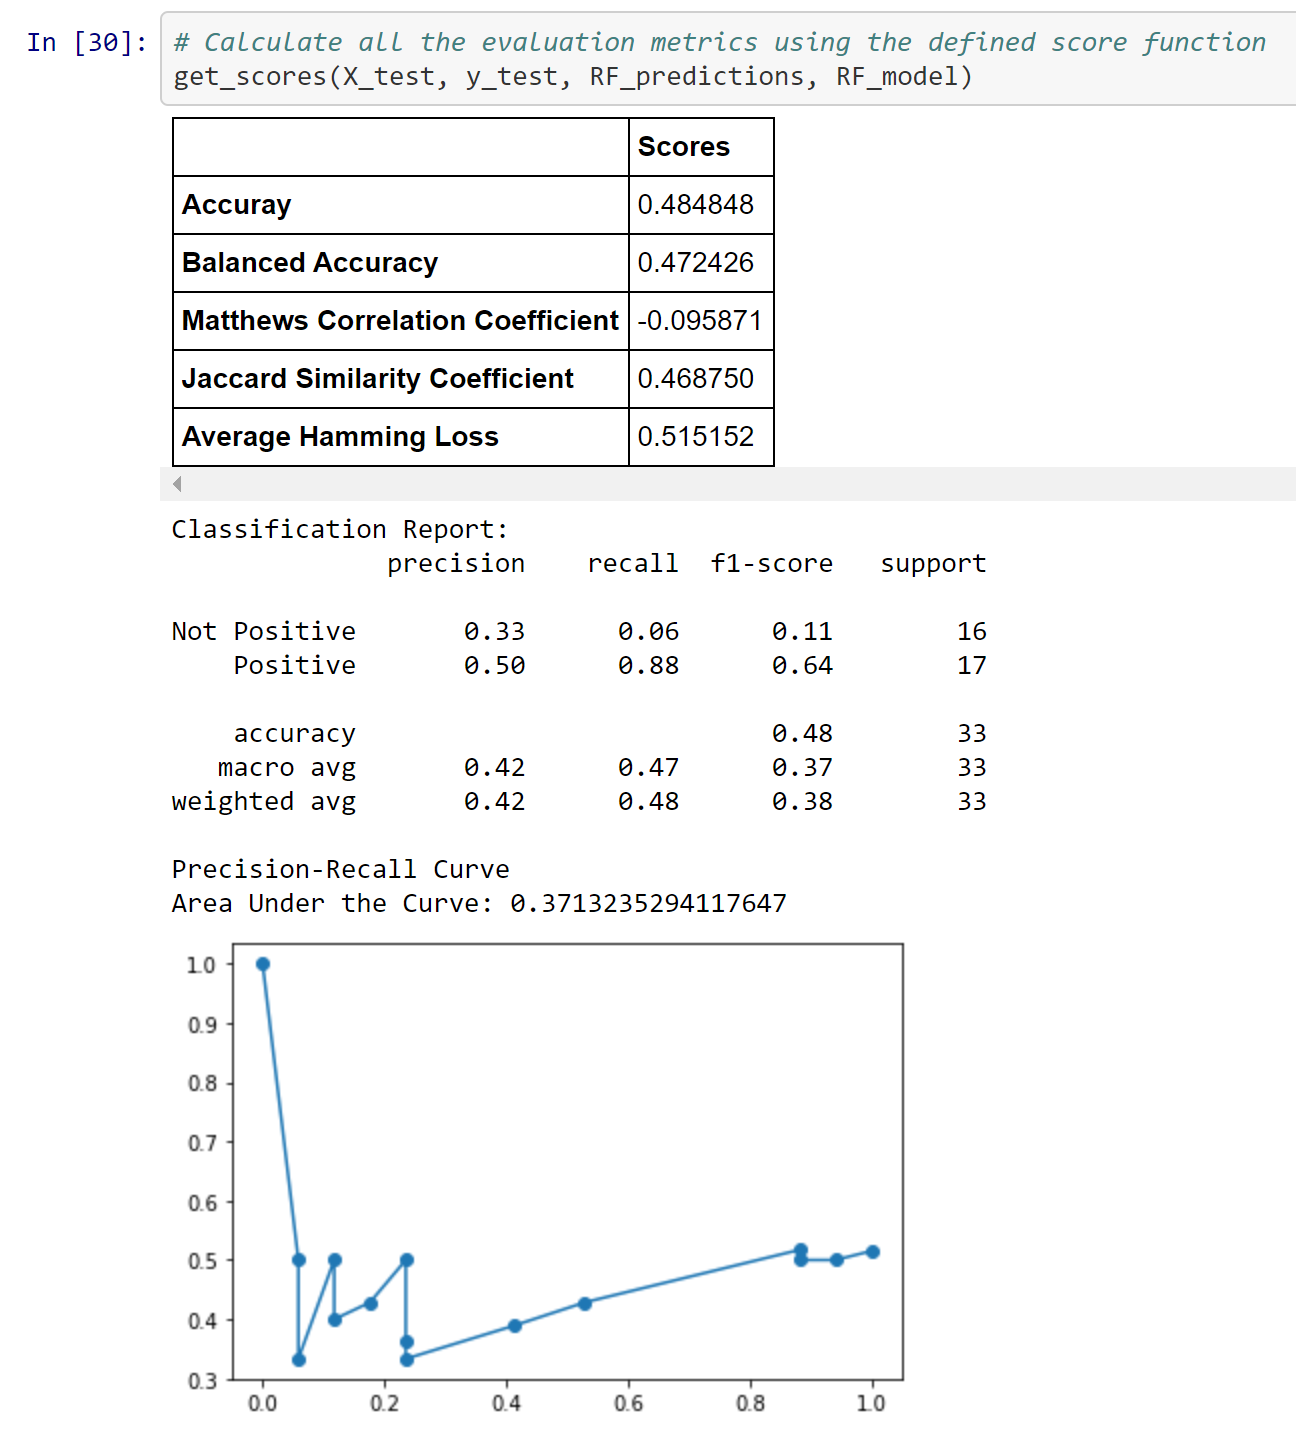 In [30]:
# Calculate all the evaluation metrics using the defined score function
get_scores(X_test, y_test, RF_predictions, RF_model)
Scores
Accuray 0.484848
Balanced Accuracy 0.472426
Matthews Correlation Coefficient -0.095871
Jaccard Similarity Coefficient 0.468750
Average Hamming Loss 0.515152
Classification Report:
precision recall f1-score support
Not Positive 0.33 0.06 0.11 16
Positive 0.50 0.88 0.64 17
accuracy 0.48 33
macro avg 0.42 0.47 0.37 33
weighted avg 0.42 0.48 0.38 33
Precision-Recall Curve
Area Under the Curve: 0.3713235294117647
1.0
0.9
0.8
0.7
0.6
0.5
0.4
0.3
0.0 0.2 0.4 0.6 0.8 1.0